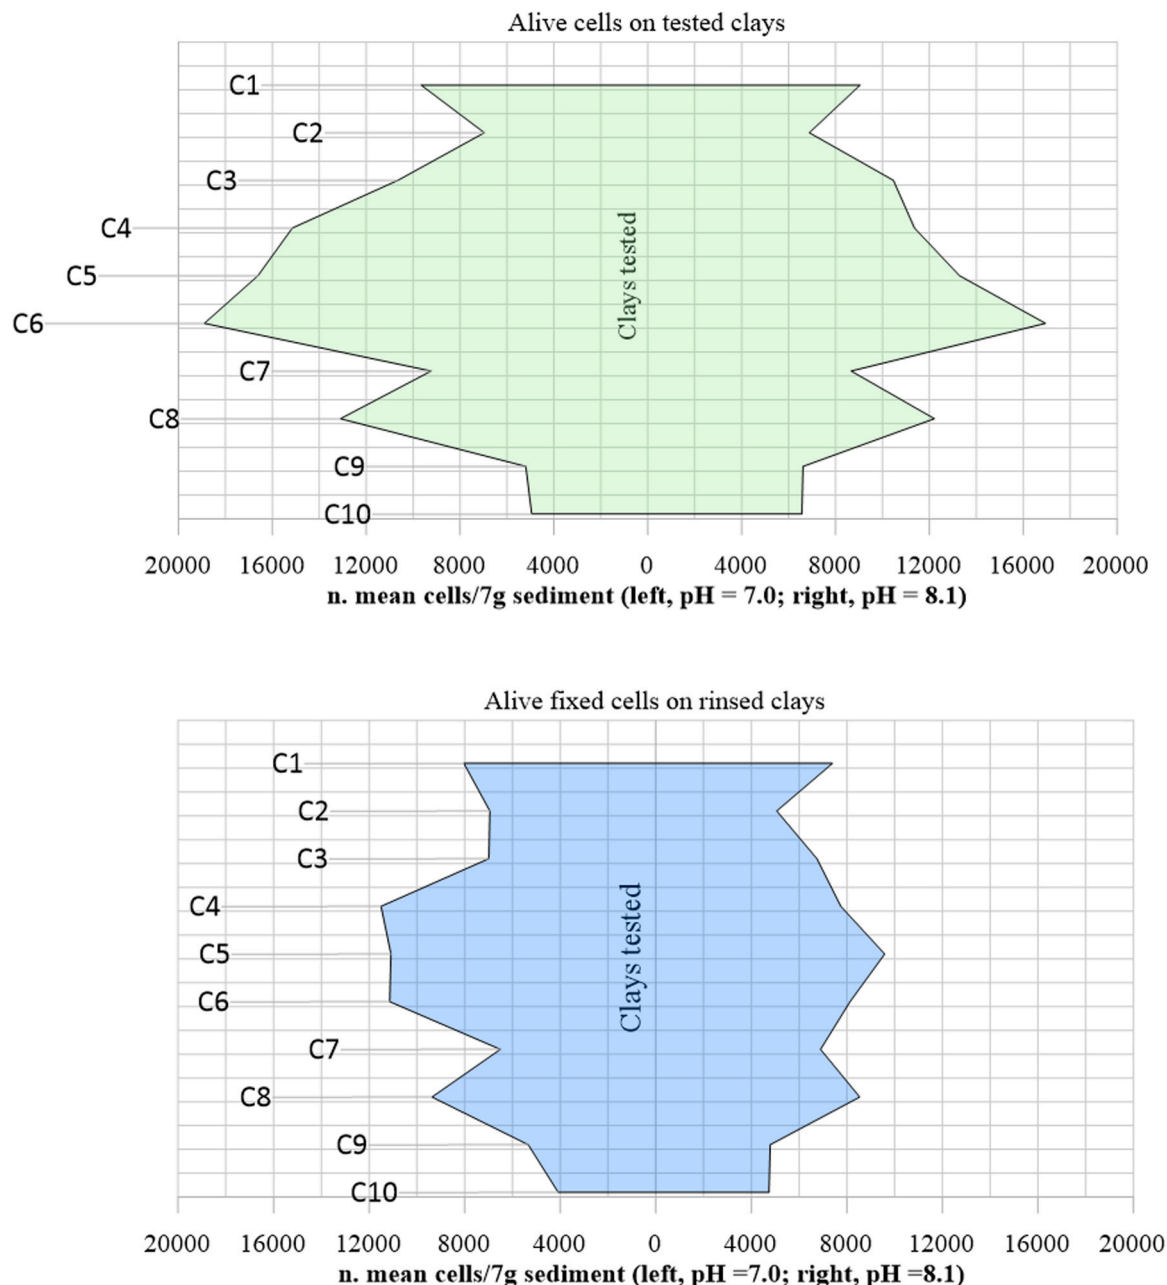 Alive cells on tested clays
C1
C2
C3
C4
C5
C6
C7
C8
C9
C10
Clays tested
20000 16000 12000 8000 4000 0 4000 8000 12000 16000 20000
n. mean cells/7g sediment (left, pH = 7.0; right, pH = 8.1)
Alive fixed cells on rinsed clays
C1
C2
C3
C4
C5
C6
C7
C8
C9
C10
Clays tested
20000 16000 12000 8000 4000 0 4000 8000 12000 16000 20000
n. mean cells/7g sediment (left, pH =7.0; right, pH =8.1)